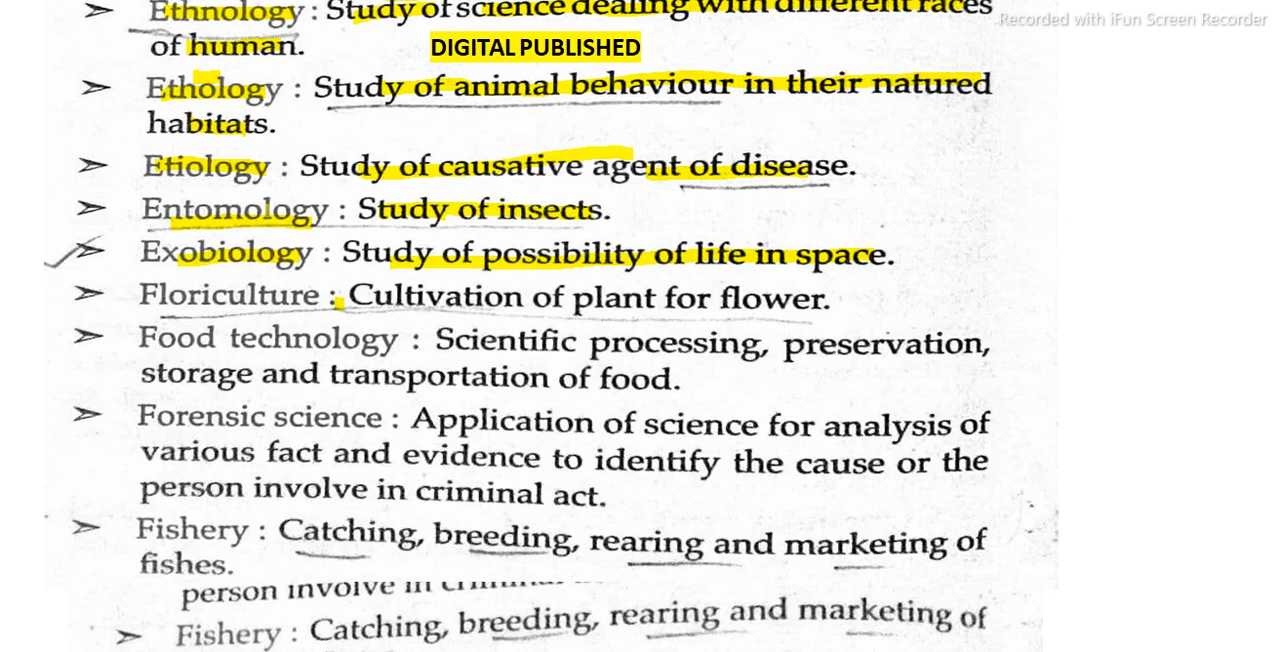 Ethnology : Study of science dealing with different races
Recorded with iFun Screen Recorder
of human.
DIGITAL PUBLISHED
Ethology : Study of animal behaviour in their natured
habitats.
Etiology : Study of causative agent of disease.
Entomology : Study of insects.
Exobiology : Study of possibility of life in space.
Floriculture : Cultivation of plant for flower.
Food technology : Scientific processing, preservation,
storage and transportation of food.
Forensic science : Application of science for analysis of
various fact and evidence to identify the cause or the
person involve in criminal act.
Fishery : Catching, breeding, rearing and marketing of
fishes.
person involve in
Fishery : Catching, breeding, rearing and marketing of